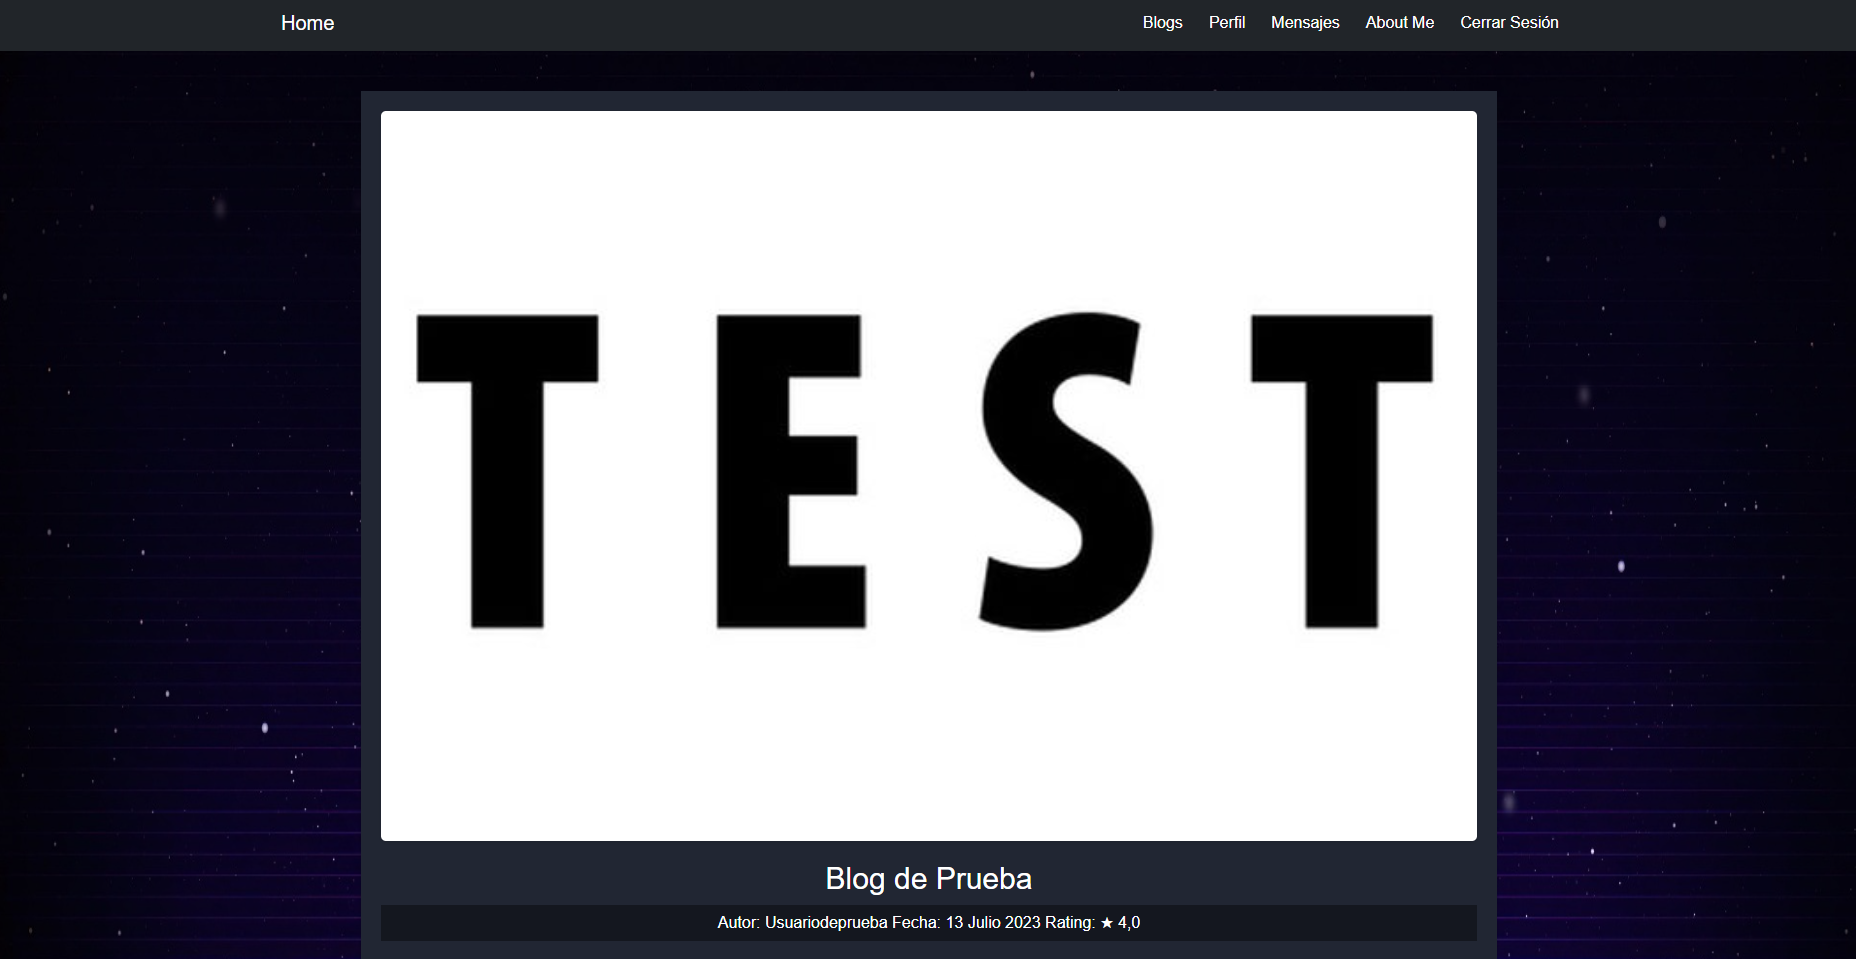 Home Blogs Perfil Mensajes About Me Cerrar Sesión
TEST
Blog de Prueba
Autor: Usuariodeprueba Fecha: 13 Julio 2023 Rating: ★ 4,0